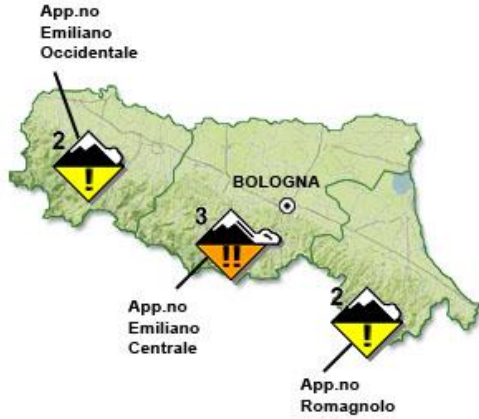 App.no
Emiliano
Occidentale
2
!
BOLOGNA
3
!!
App.no
Emiliano
Centrale
2
!
App.no
Romagnolo